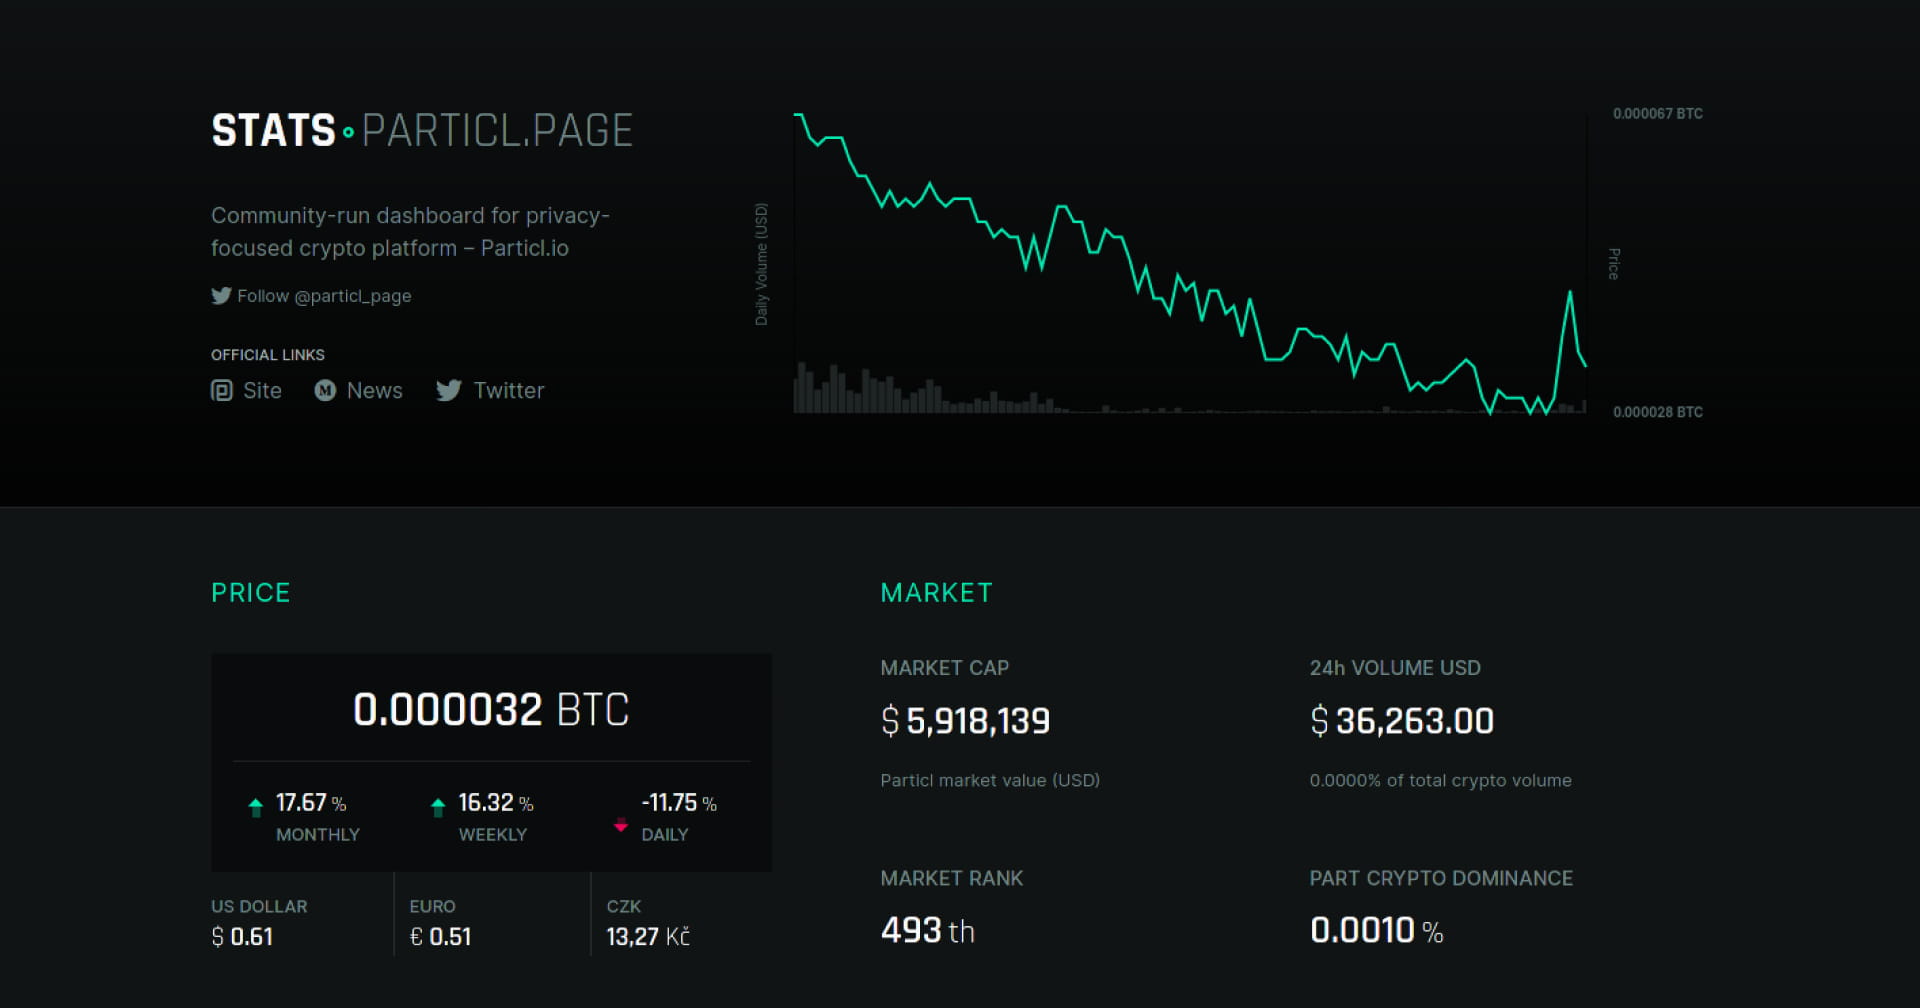 STATS PARTICL.PAGE
Community-run dashboard for privacy-
focused crypto platform – Particl.io
Follow @particl_page
OFFICIAL LINKS
Site News Twitter
Daily Volume (USD)
0.000067 BTC
Price
0.000028 BTC
PRICE
0.000032 BTC
17.67 % 16.32 % -11.75 %
MONTHLY WEEKLY DAILY
US DOLLAR EURO CZK
$ 0.61 € 0.51 13,27 Kč
MARKET
MARKET CAP
$ 5,918,139
Particl market value (USD)
24h VOLUME USD
$ 36,263.00
0.0000% of total crypto volume
MARKET RANK
493 th
PART CRYPTO DOMINANCE
0.0010 %